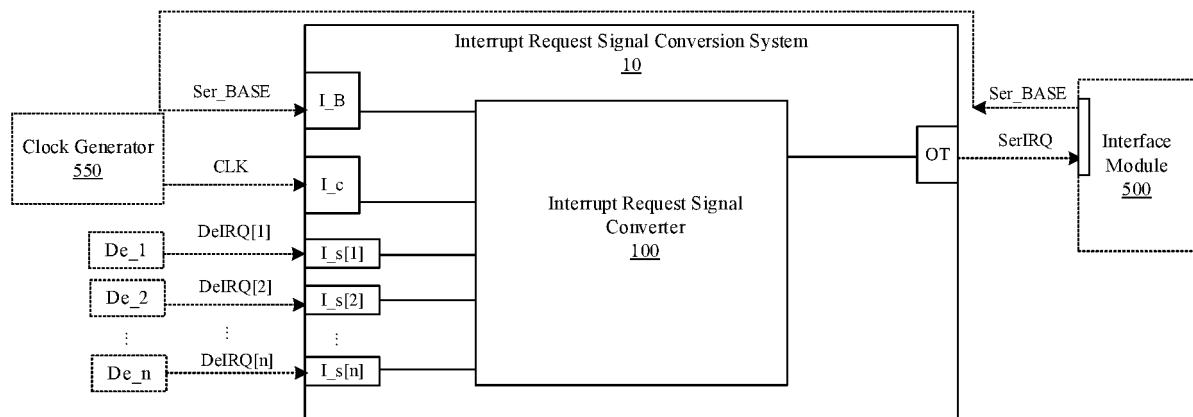 Interrupt Request Signal Conversion System
10
Ser_BASE
I_B
Ser_BASE
Clock Generator
550
CLK
I_c
OT
SerIRQ
Interface
Module
500
Interrupt Request Signal
Converter
100
De_1
DeIRQ[1]
I_s[1]
De_2
DeIRQ[2]
I_s[2]
De_n
DeIRQ[n]
I_s[n]